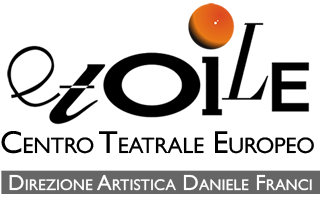 etOiLE
CENTRO TEATRALE EUROPEO
DIREZIONE ARTISTICA DANIELE FRANCI